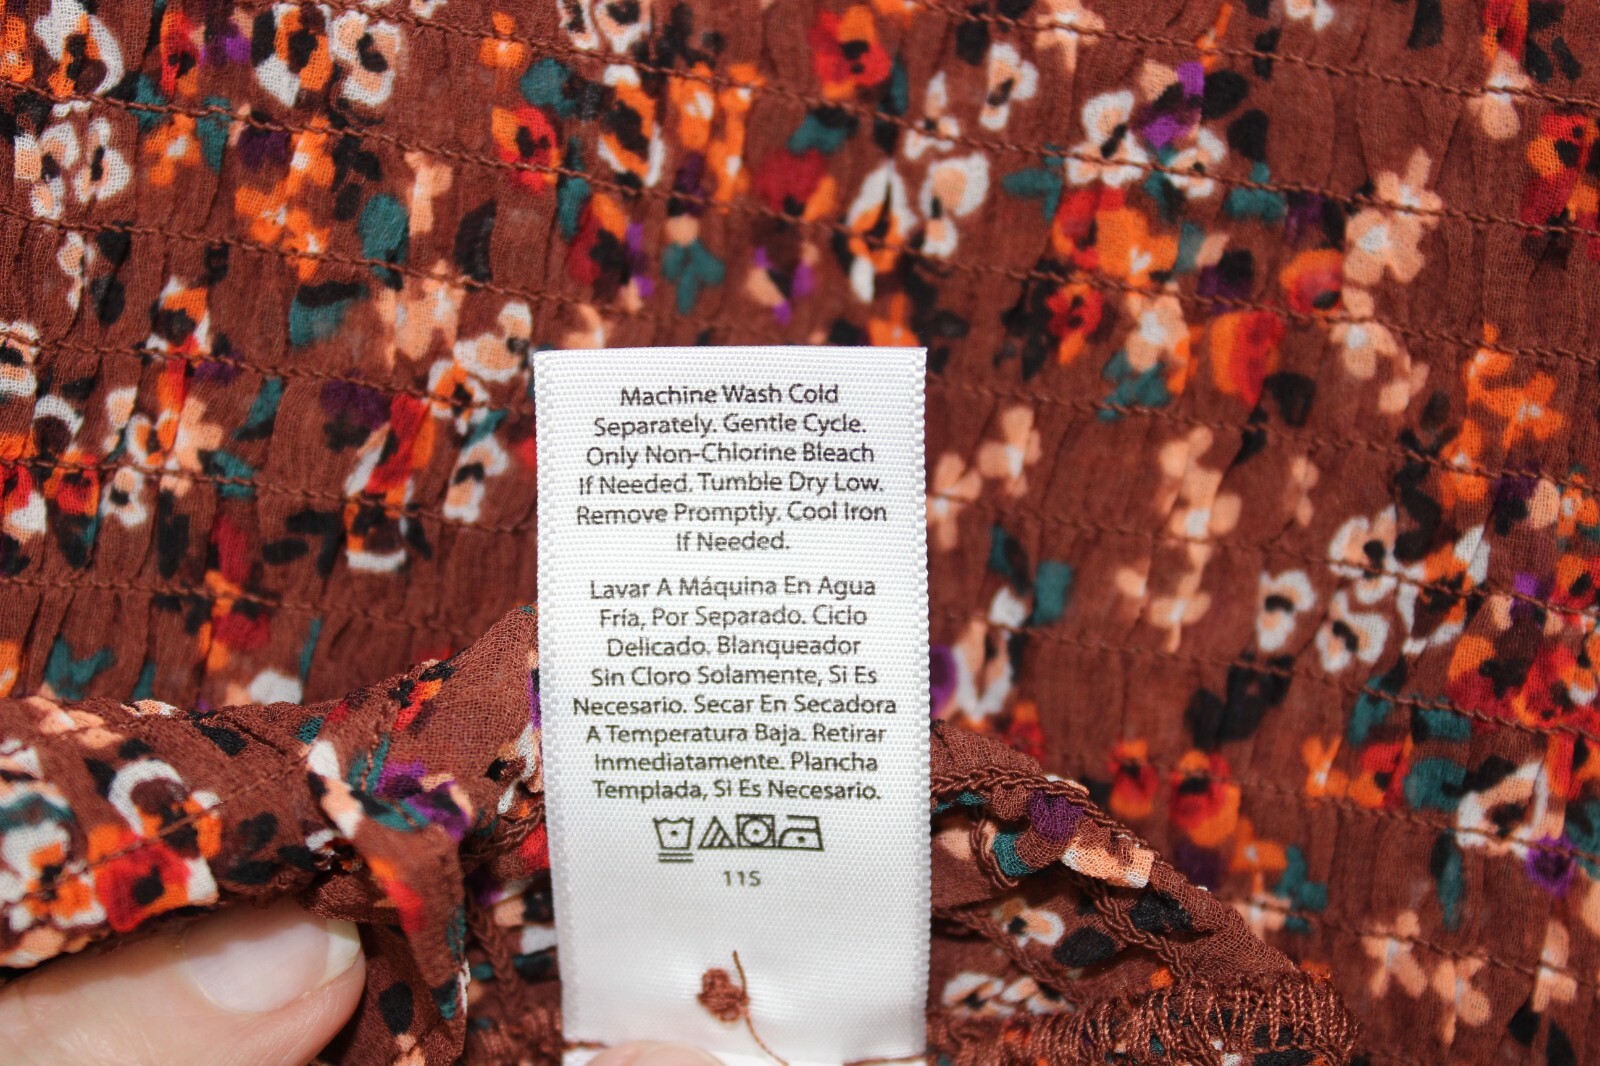 Machine Wash Cold
Separately. Gentle Cycle.
Only Non-Chlorine Bleach
If Needed. Tumble Dry Low.
Remove Promptly. Cool Iron
If Needed.
Lavar A Máquina En Agua
Fría, Por Separado. Ciclo
Delicado. Blanqueador
Sin Cloro Solamente, Si Es
Necesario. Secar En Secadora
A Temperatura Baja. Retirar
Inmediatamente. Plancha
Templada, Si Es Necesario.
11S